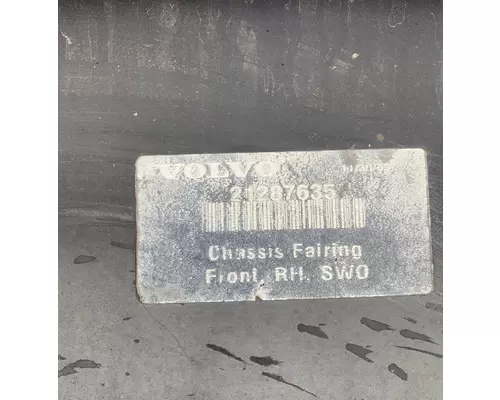 VOLVO
21287635
Chassis Fairing
Front, RH, SWO